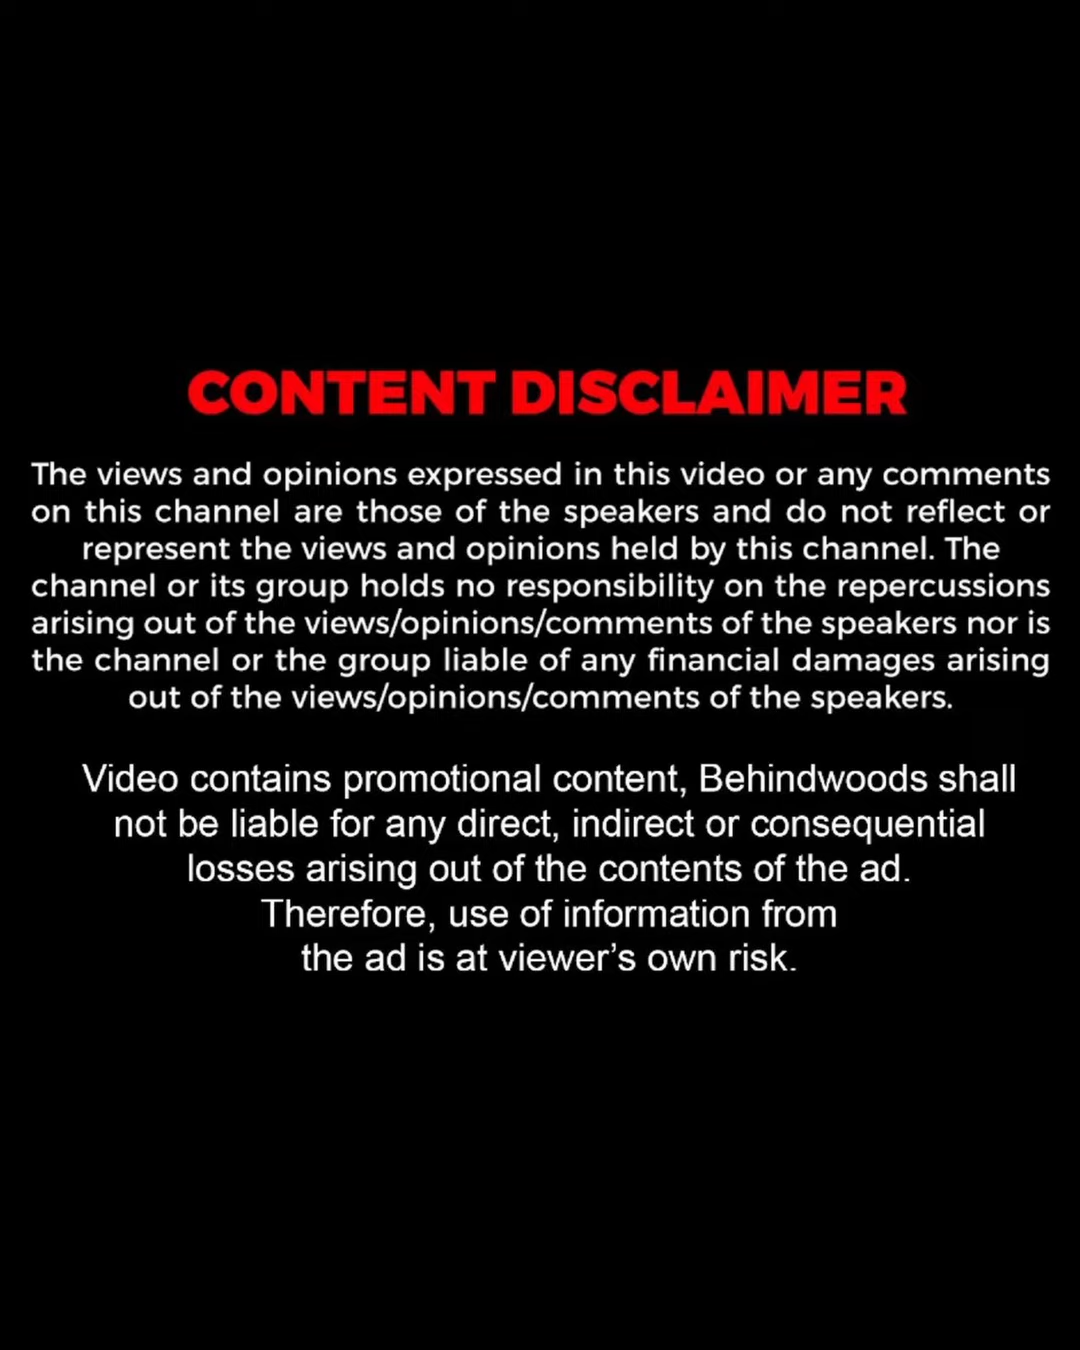 CONTENT DISCLAIMER
The views and opinions expressed in this video or any comments
on this channel are those of the speakers and do not reflect or
represent the views and opinions held by this channel. The
channel or its group holds no responsibility on the repercussions
arising out of the views/opinions/comments of the speakers nor is
the channel or the group liable of any financial damages arising
out of the views/opinions/comments of the speakers.
Video contains promotional content, Behindwoods shall
not be liable for any direct, indirect or consequential
losses arising out of the contents of the ad.
Therefore, use of information from
the ad is at viewer’s own risk.